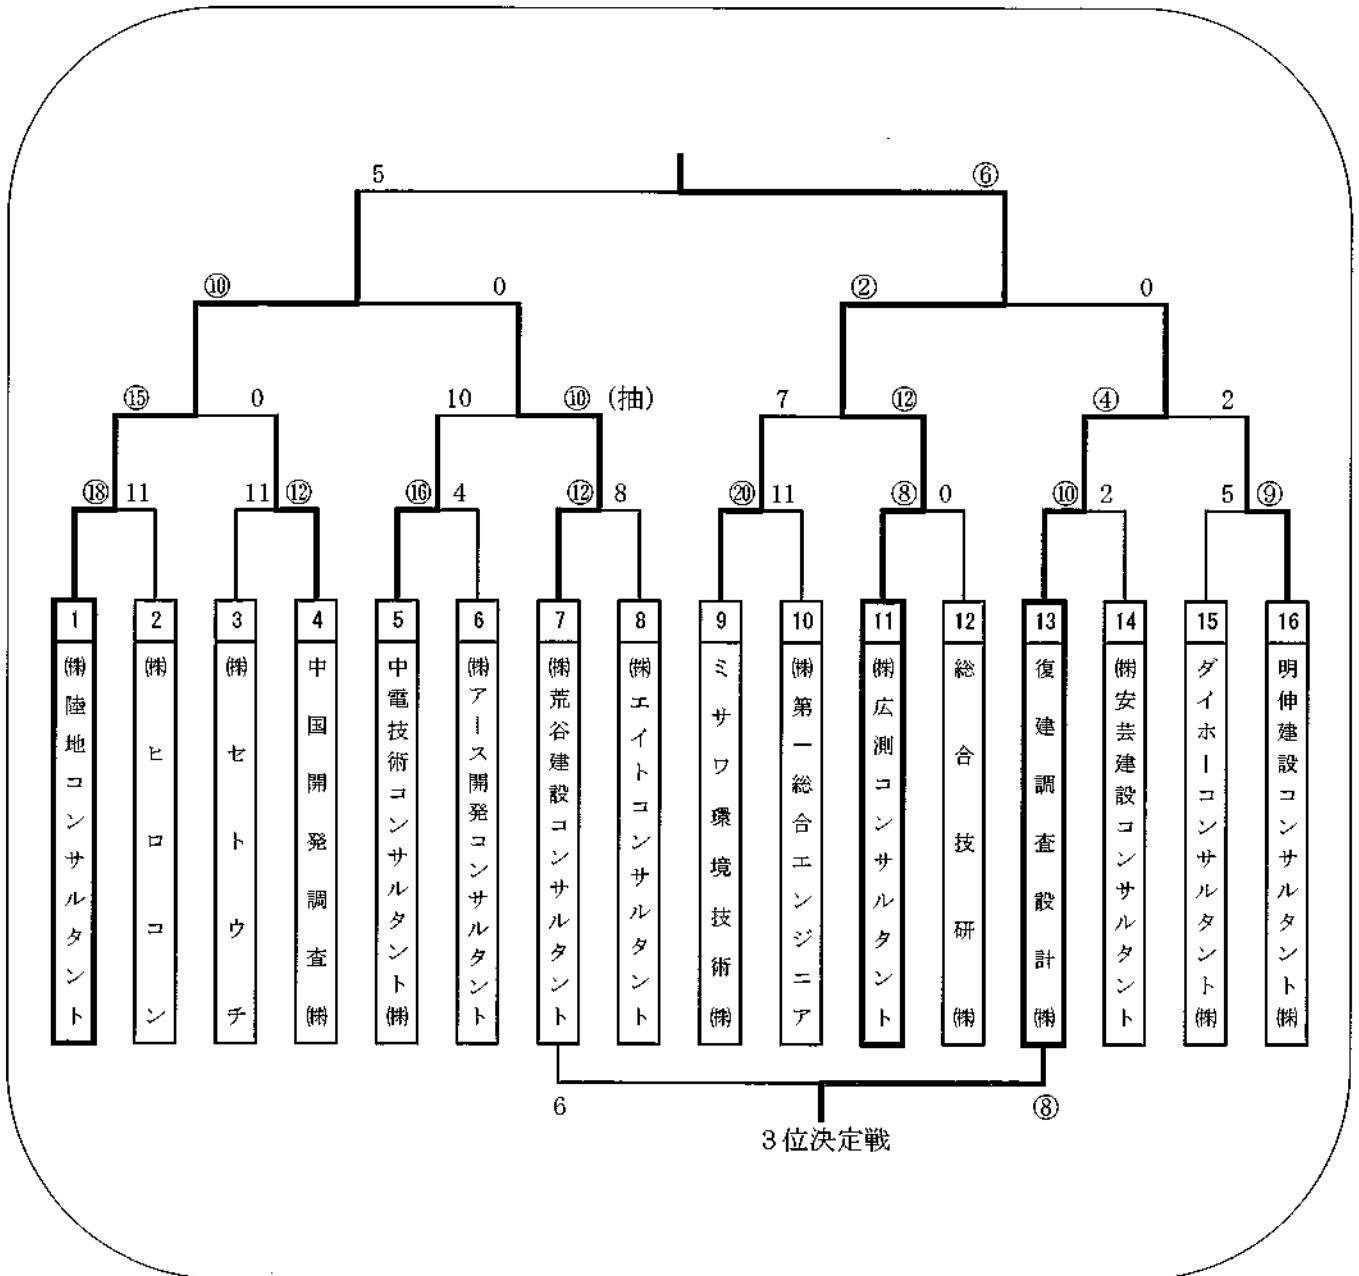 5 ⑥
⑩ 0 ② 0
⑮ 0 10 ⑩ (抽) 7 ⑫ ④ 2
⑱ 11 11 ⑫ ⑯ 4 ⑫ 8 ⑳ 11 ⑧ 0 ⑩ 2 5 ⑨
1 2 3 4 5 6 7 8 9 10 11 12 13 14 15 16
㈱陸地コンサルタント
㈱ヒロコン
㈱セトウチ
中国開発調査㈱
中電技術コンサルタント㈱
㈱アース開発コンサルタント
㈱荒谷建設コンサルタント
㈱エイトコンサルタント
ミサワ環境技術㈱
㈱第一総合エンジニア
㈱広測コンサルタント
総合技研㈱
復建調査設計㈱
㈱安芸建設コンサルタント
ダイホーコンサルタント㈱
明伸建設コンサルタント㈱
6 ⑧
3位決定戦